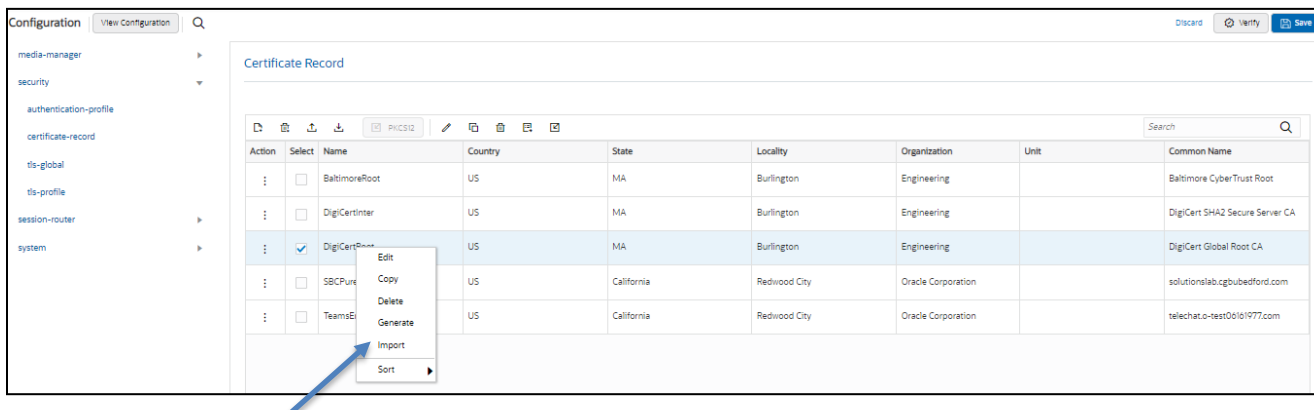 Configuration View Configuration Discard Verify Save
media-manager
security
authentication-profile
certificate-record
tls-global
tls-profile
session-router
system
Certificate Record
PKCS12 Search
Action Select Name Country State Locality Organization Unit Common Name
BaltimoreRoot US MA Burlington Engineering Baltimore CyberTrust Root
DigiCertInter US MA Burlington Engineering DigiCert SHA2 Secure Server CA
DigiCertRoot US MA Burlington Engineering DigiCert Global Root CA
SBCPure US California Redwood City Oracle Corporation solutionslab.cgbubedford.com
TeamsE US California Redwood City Oracle Corporation telechat.o-test06161977.com
Edit
Copy
Delete
Generate
Import
Sort